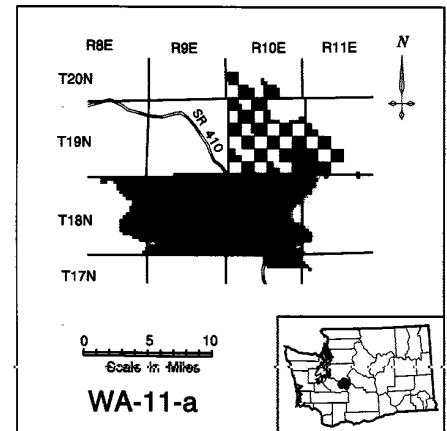 R8E R9E R10E R11E N
T20N
SR 410
T19N
T18N
T17N
0 5 10
Scale in Miles
WA-11-a